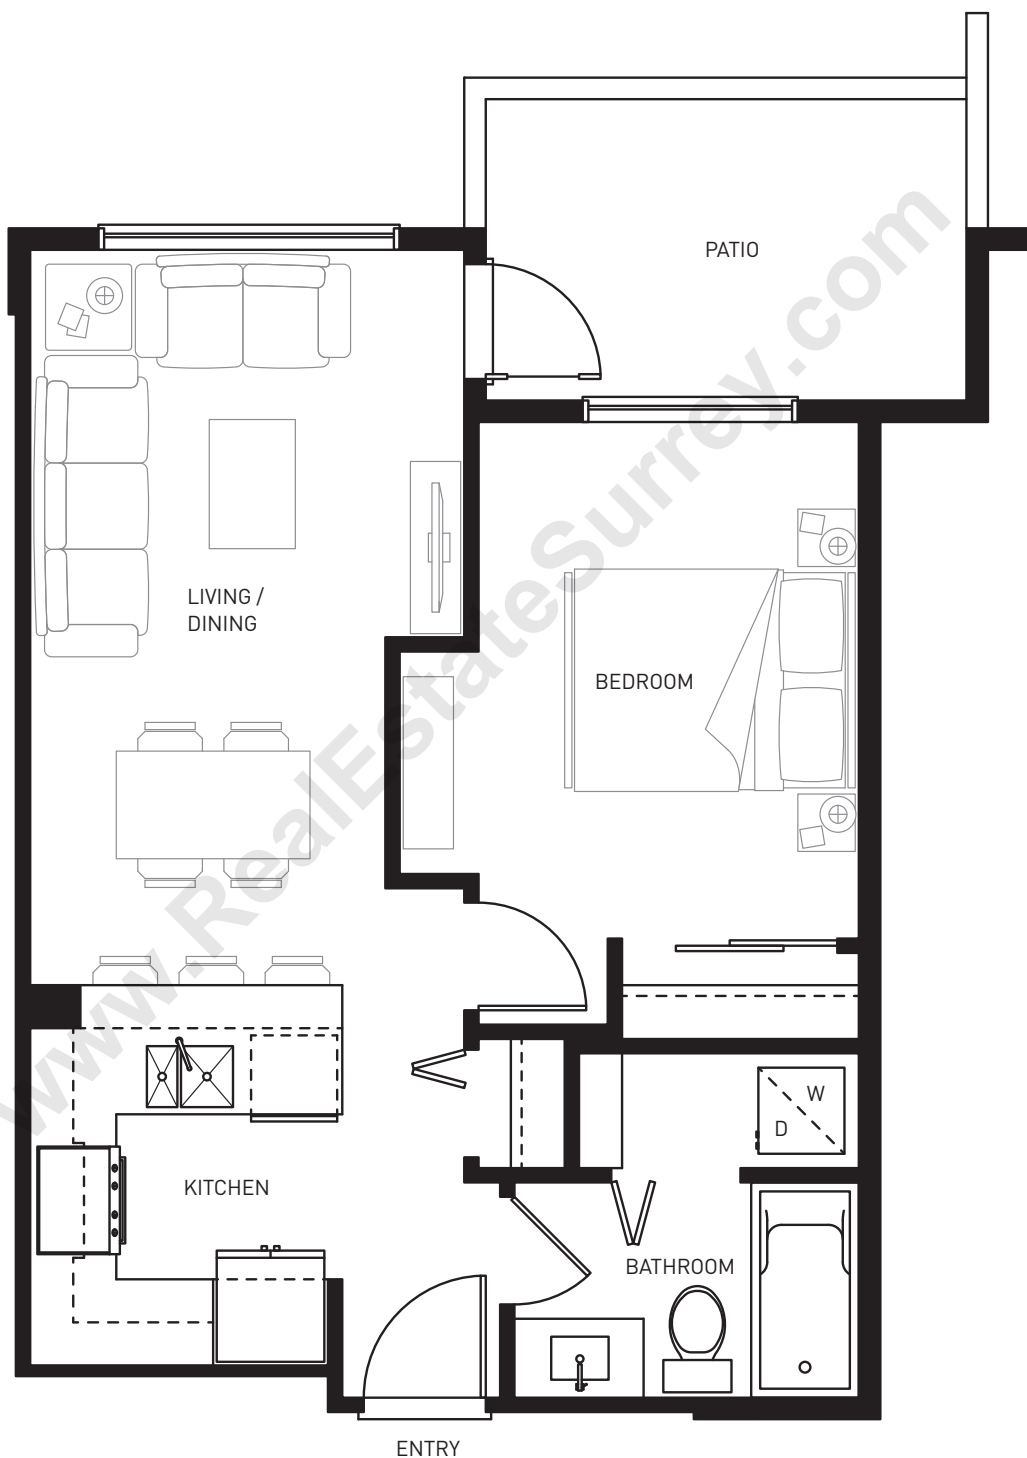 PATIO
LIVING /
DINING
BEDROOM
www.RealEstateSurrey.com
W
D
KITCHEN
BATHROOM
ENTRY